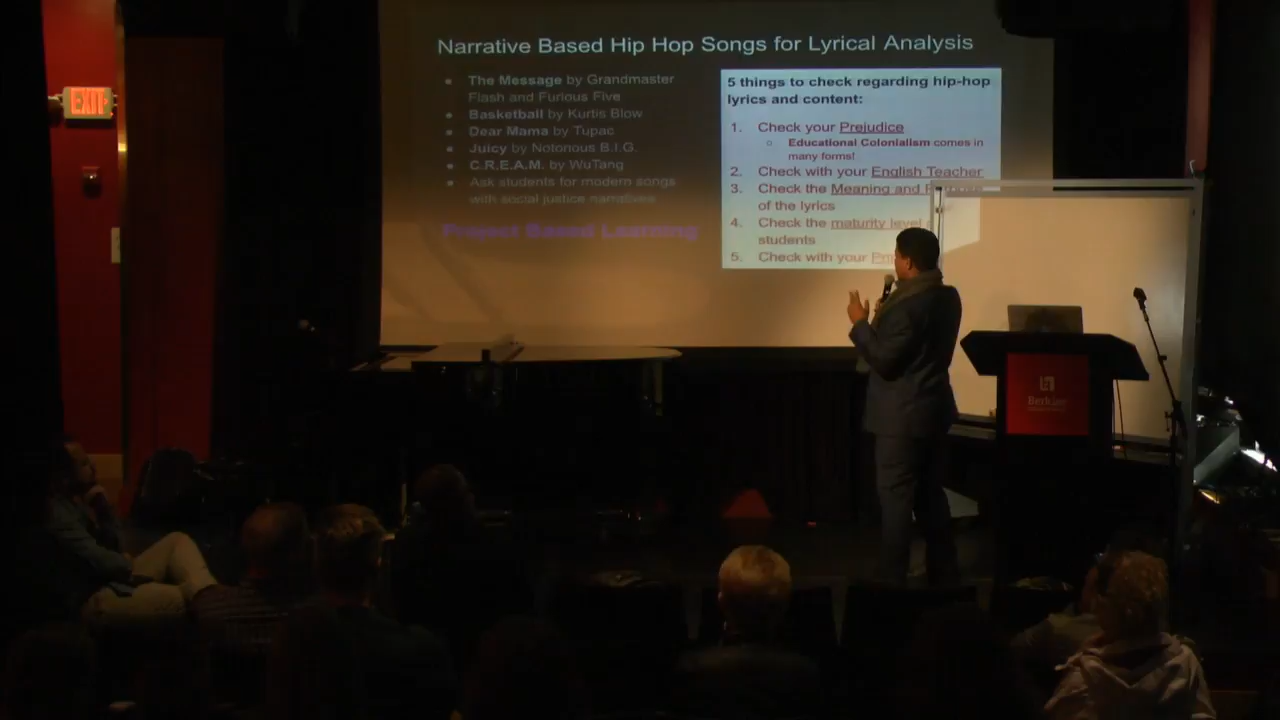 Narrative Based Hip Hop Songs for Lyrical Analysis
The Message by Grandmaster
Flash and Furious Five
Basketball by Kurtis Blow
Dear Mama by Tupac
Juicy by Notorious B.I.G.
C.R.E.A.M. by WuTang
Ask students for modern songs
with social justice narratives
Project Based Learning
5 things to check regarding hip-hop
lyrics and content:
1. Check your Prejudice
Educational Colonialism comes in
many forms!
2. Check with your English Teacher
3. Check the Meaning and
of the lyrics
4. Check the maturity level
students
5. Check with your
EXIT
Berklee